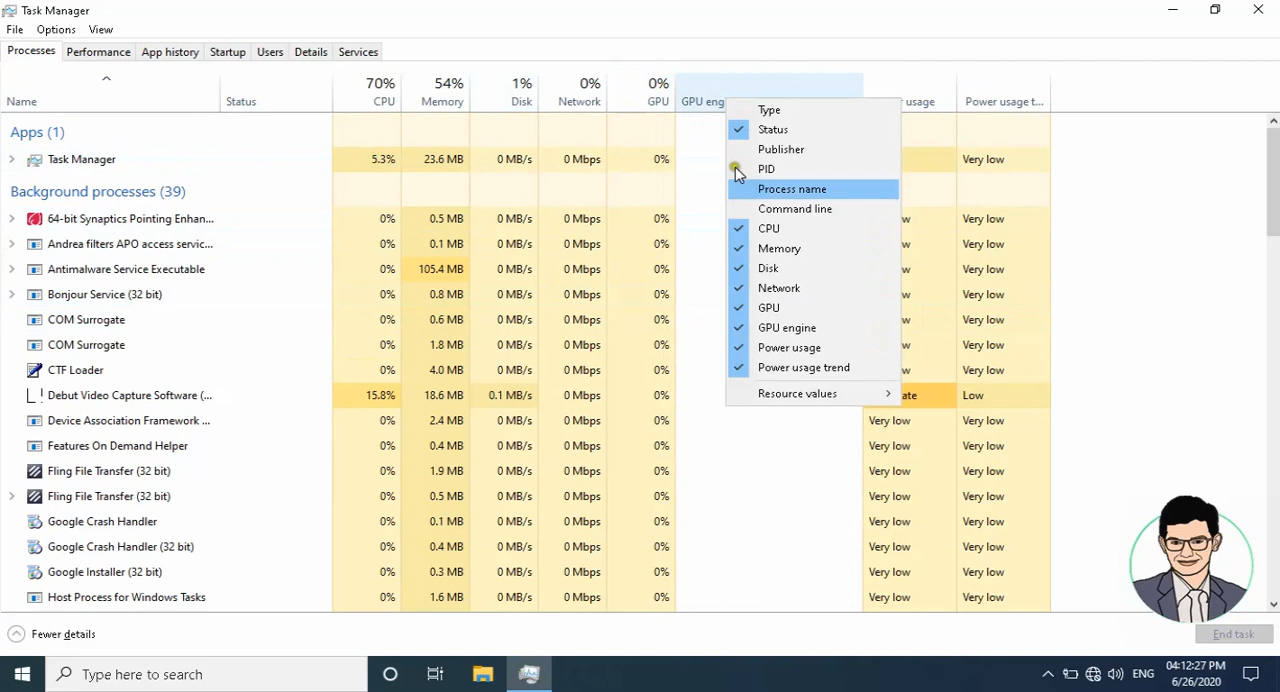 Task Manager
File Options View
Processes Performance App history Startup Users Details Services
70% 54% 1% 0% 0%
Name Status CPU Memory Disk Network GPU GPU eng usage Power usage t...
Type
Status
Publisher
PID
Process name
Command line
CPU
Memory
Disk
Network
GPU
GPU engine
Power usage
Power usage trend
Resource values
Apps (1)
Task Manager 5.3% 23.6 MB 0 MB/s 0 Mbps 0% Very low
Background processes (39)
64-bit Synaptics Pointing Enhan... 0% 0.5 MB 0 MB/s 0 Mbps 0% Very low
Andrea filters APO access servic... 0% 0.1 MB 0 MB/s 0 Mbps 0% Very low
Antimalware Service Executable 0% 105.4 MB 0 MB/s 0 Mbps 0% Very low
Bonjour Service (32 bit) 0% 0.8 MB 0 MB/s 0 Mbps 0% Very low
COM Surrogate 0% 0.6 MB 0 MB/s 0 Mbps 0% Very low
COM Surrogate 0% 1.8 MB 0 MB/s 0 Mbps 0% Very low
CTF Loader 0% 4.0 MB 0 MB/s 0 Mbps 0% Very low
Debut Video Capture Software (... 15.8% 18.6 MB 0.1 MB/s 0 Mbps 0% ate Low
Device Association Framework ... 0% 2.4 MB 0 MB/s 0 Mbps 0% Very low Very low
Features On Demand Helper 0% 0.4 MB 0 MB/s 0 Mbps 0% Very low Very low
Fling File Transfer (32 bit) 0% 1.9 MB 0 MB/s 0 Mbps 0% Very low Very low
Fling File Transfer (32 bit) 0% 0.5 MB 0 MB/s 0 Mbps 0% Very low Very low
Google Crash Handler 0% 0.1 MB 0 MB/s 0 Mbps 0% Very low Very low
Google Crash Handler (32 bit) 0% 0.4 MB 0 MB/s 0 Mbps 0% Very low Very low
Google Installer (32 bit) 0% 0.3 MB 0 MB/s 0 Mbps 0% Very low Very low
Host Process for Windows Tasks 0% 1.6 MB 0 MB/s 0 Mbps 0% Very low Very low
Fewer details End task
Type here to search ENG 04:12:27 PM
6/26/2020